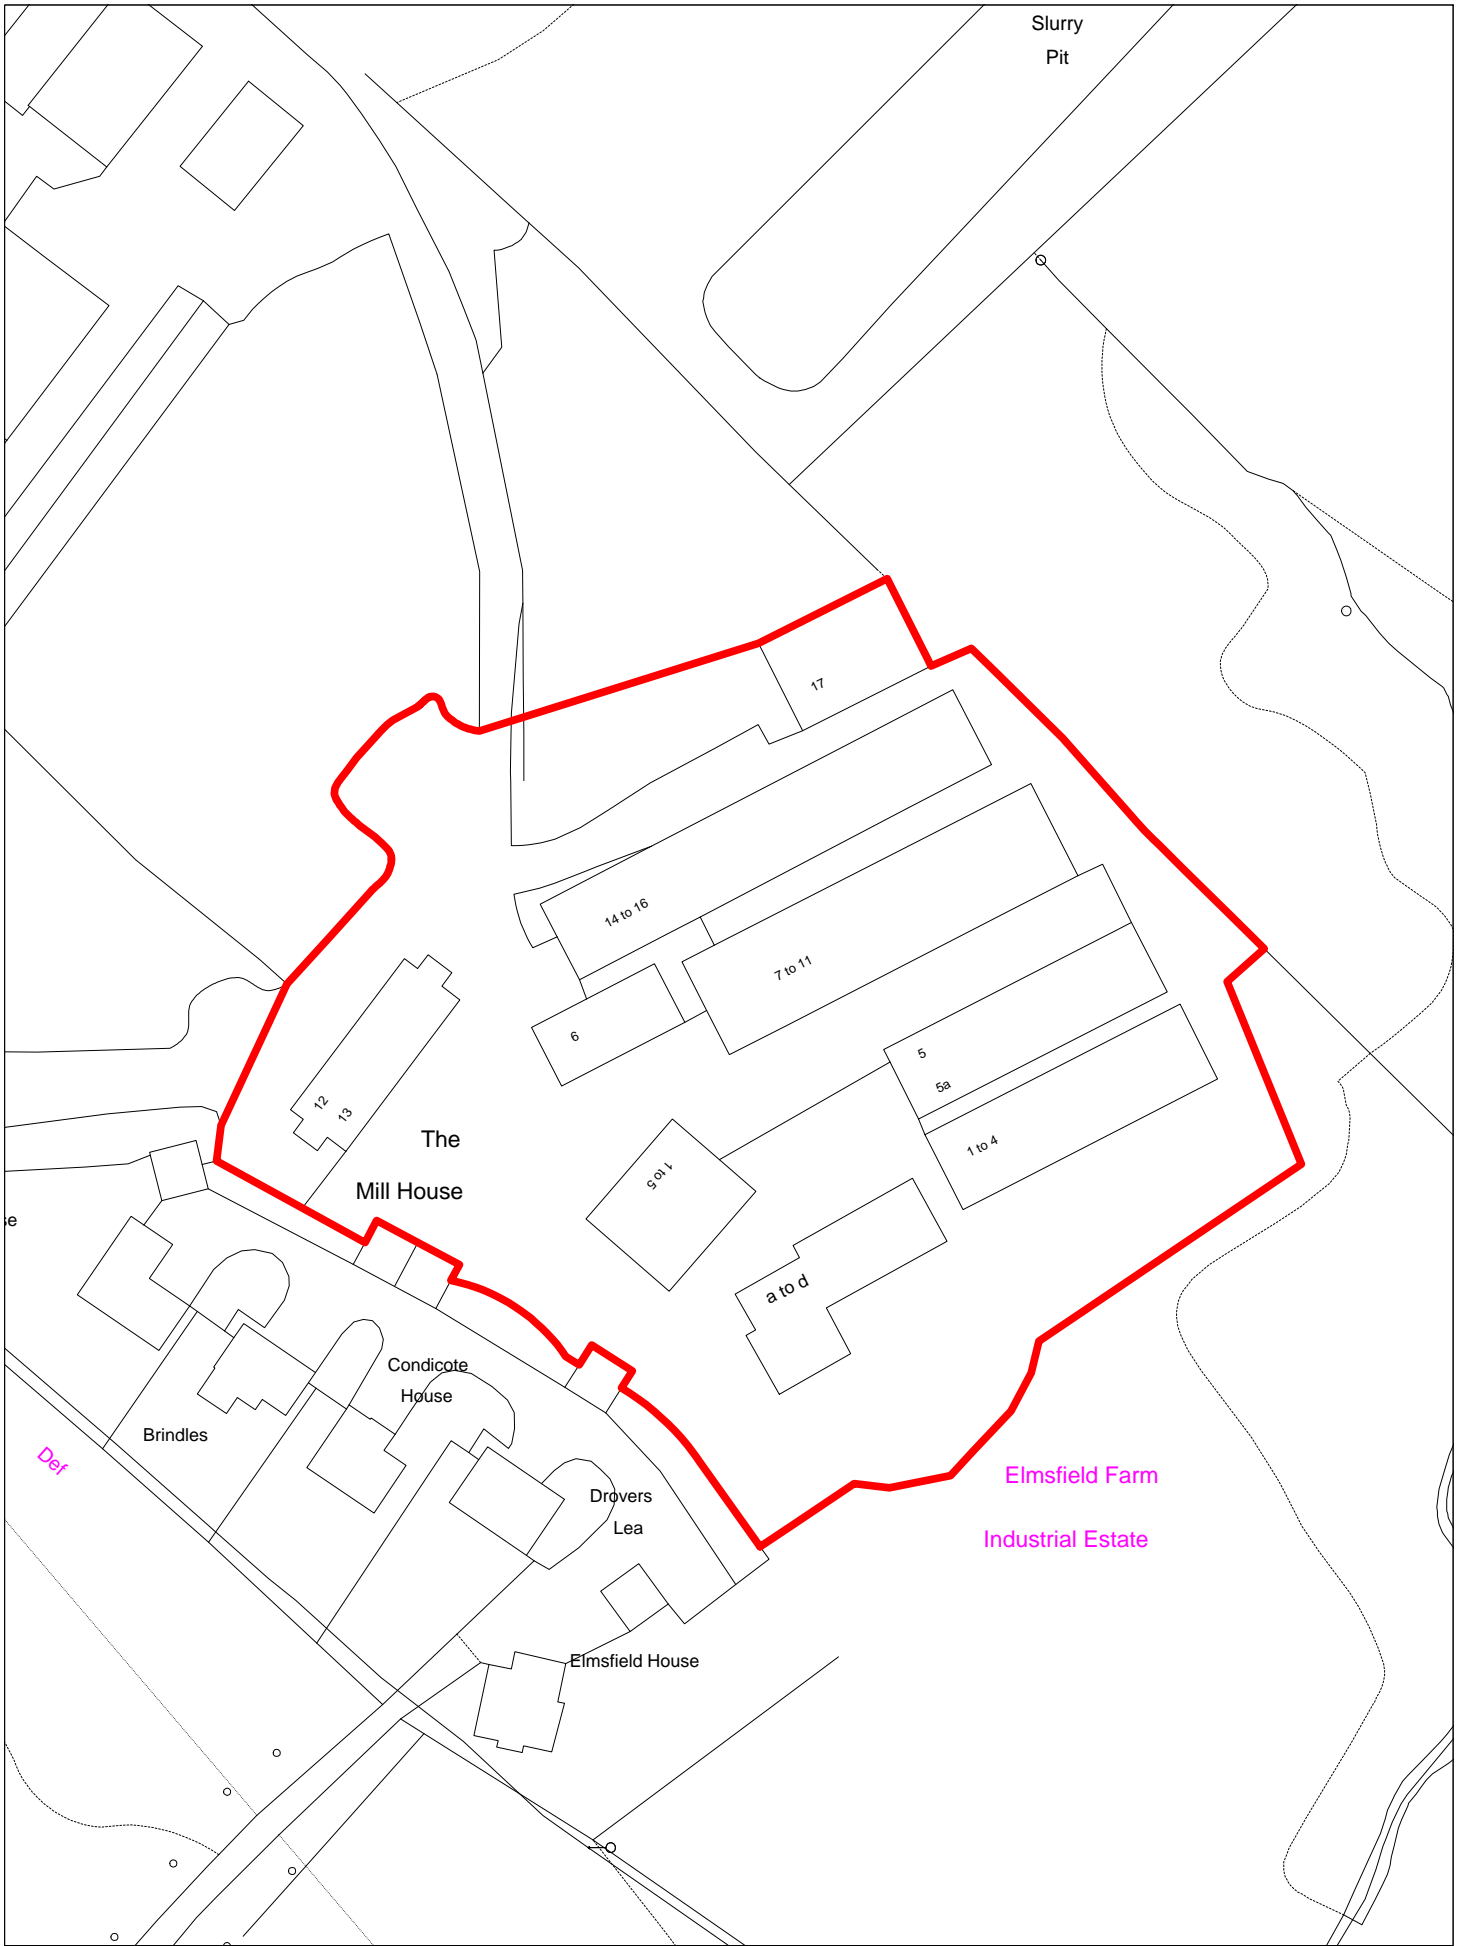 Slurry
Pit
17
14 to 16
7 to 11
6
5
5a
12
13
The
1 to 4
1 to 5
Mill House
se
a to d
Condicote
House
Brindles
Def
Elmsfield Farm
Drovers
Lea
Industrial Estate
Elmsfield House